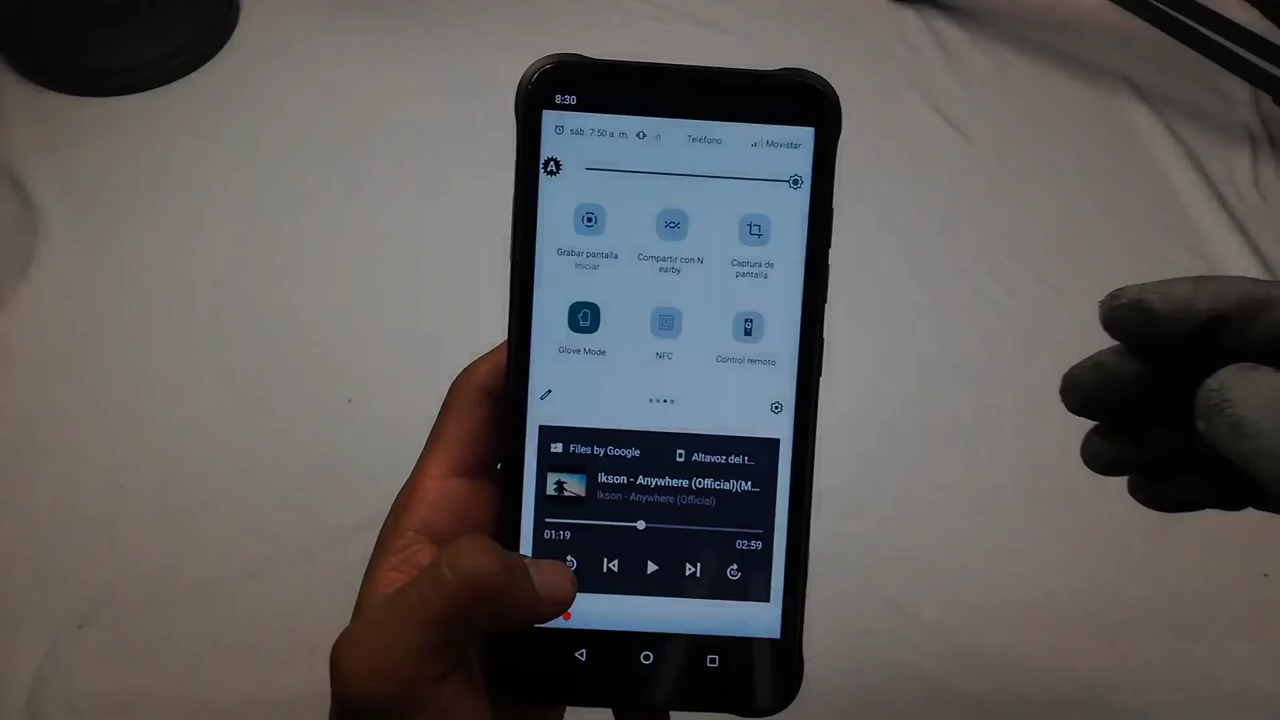 8:30
sáb. 7:50 a. m.
Teléfono
Movistar
A
Grabar pantalla
Iniciar
Compartir con N
earby
Captura de
pantalla
Glove Mode
NFC
Control remoto
Files by Google
Altavoz del t...
Ikson - Anywhere (Official)(M...
Ikson - Anywhere (Official)
01:19
02:59